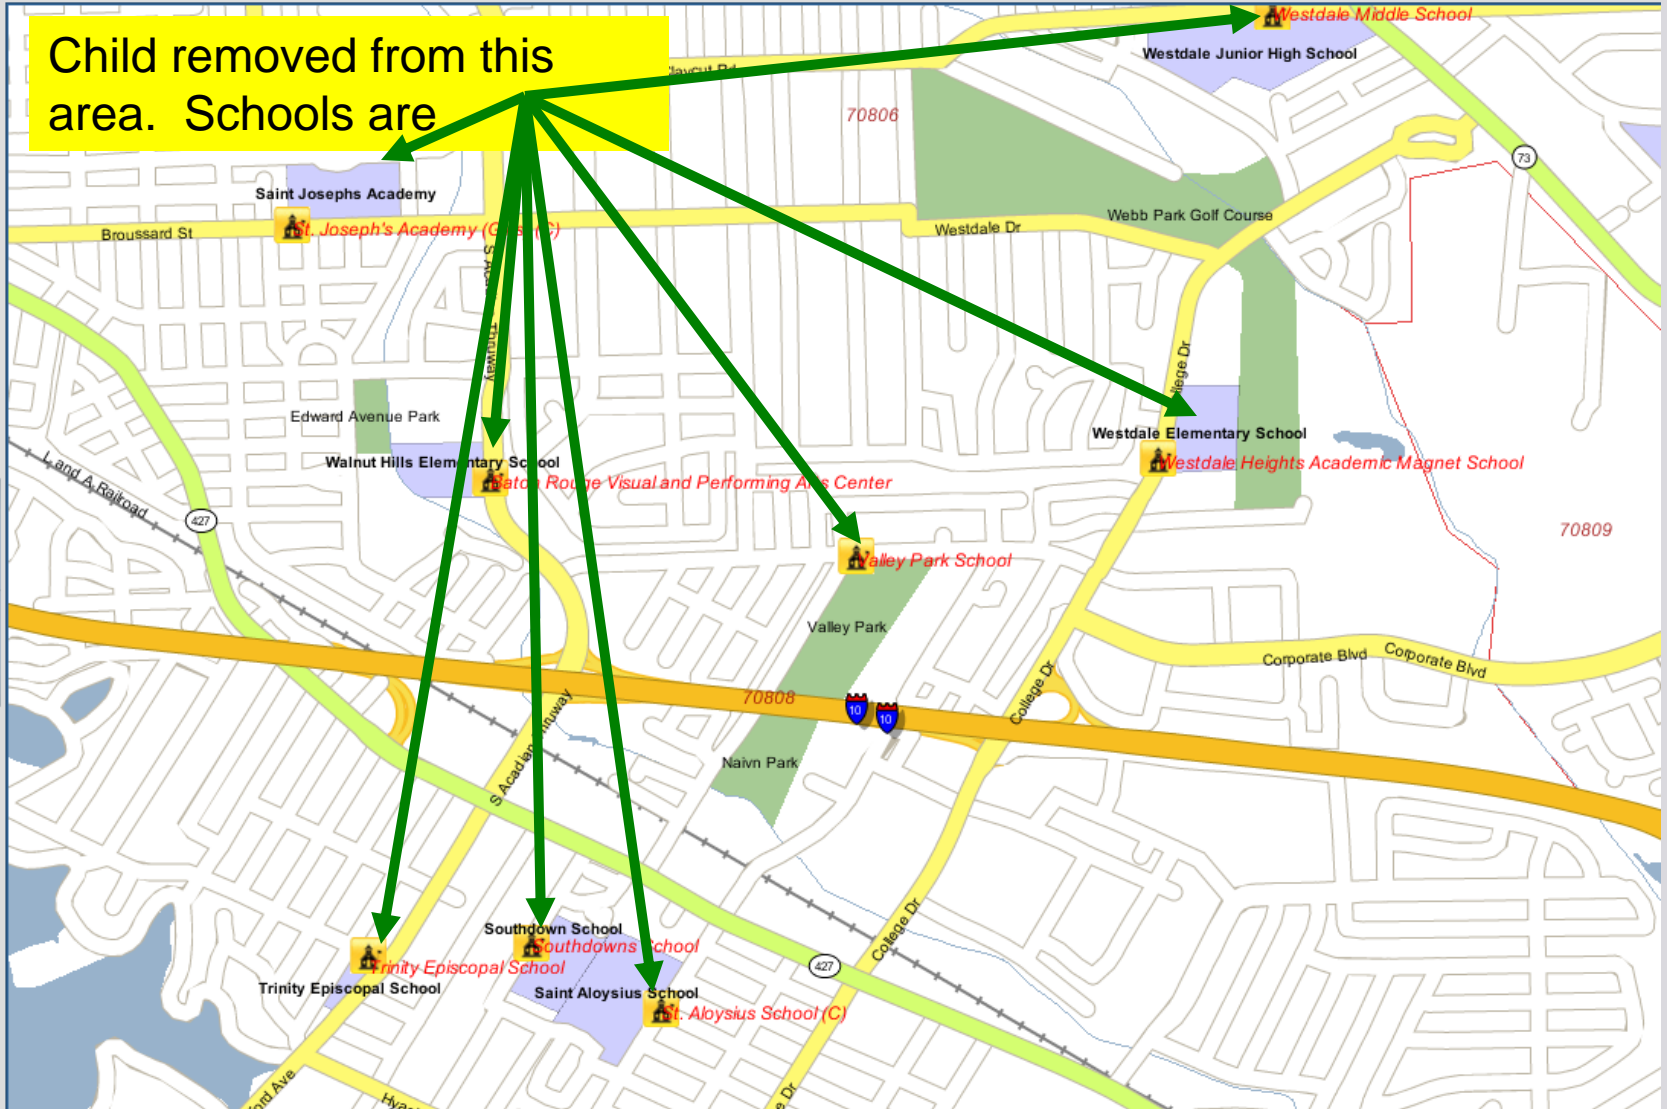 Child removed from this
area.  Schools are
Westdale Middle School
Westdale Junior High School
70806
73
Saint Josephs Academy
St. Joseph's Academy (
(C)
Broussard St
Westdale Dr
Webb Park Golf Course
Edward Avenue Park
Walnut Hills Elementary School
Baton Rouge Visual and Performing Arts Center
Westdale Elementary School
Westdale Heights Academic Magnet School
L and A Railroad
427
70809
Valley Park School
Valley Park
Corporate Blvd
Corporate Blvd
College Dr
70808
10
10
S Acadian Thruway
Naivn Park
College Dr
Southdown School
Southdowns School
Trinity Episcopal School
Trinity Episcopal School
427
Saint Aloysius School
St. Aloysius School (C)